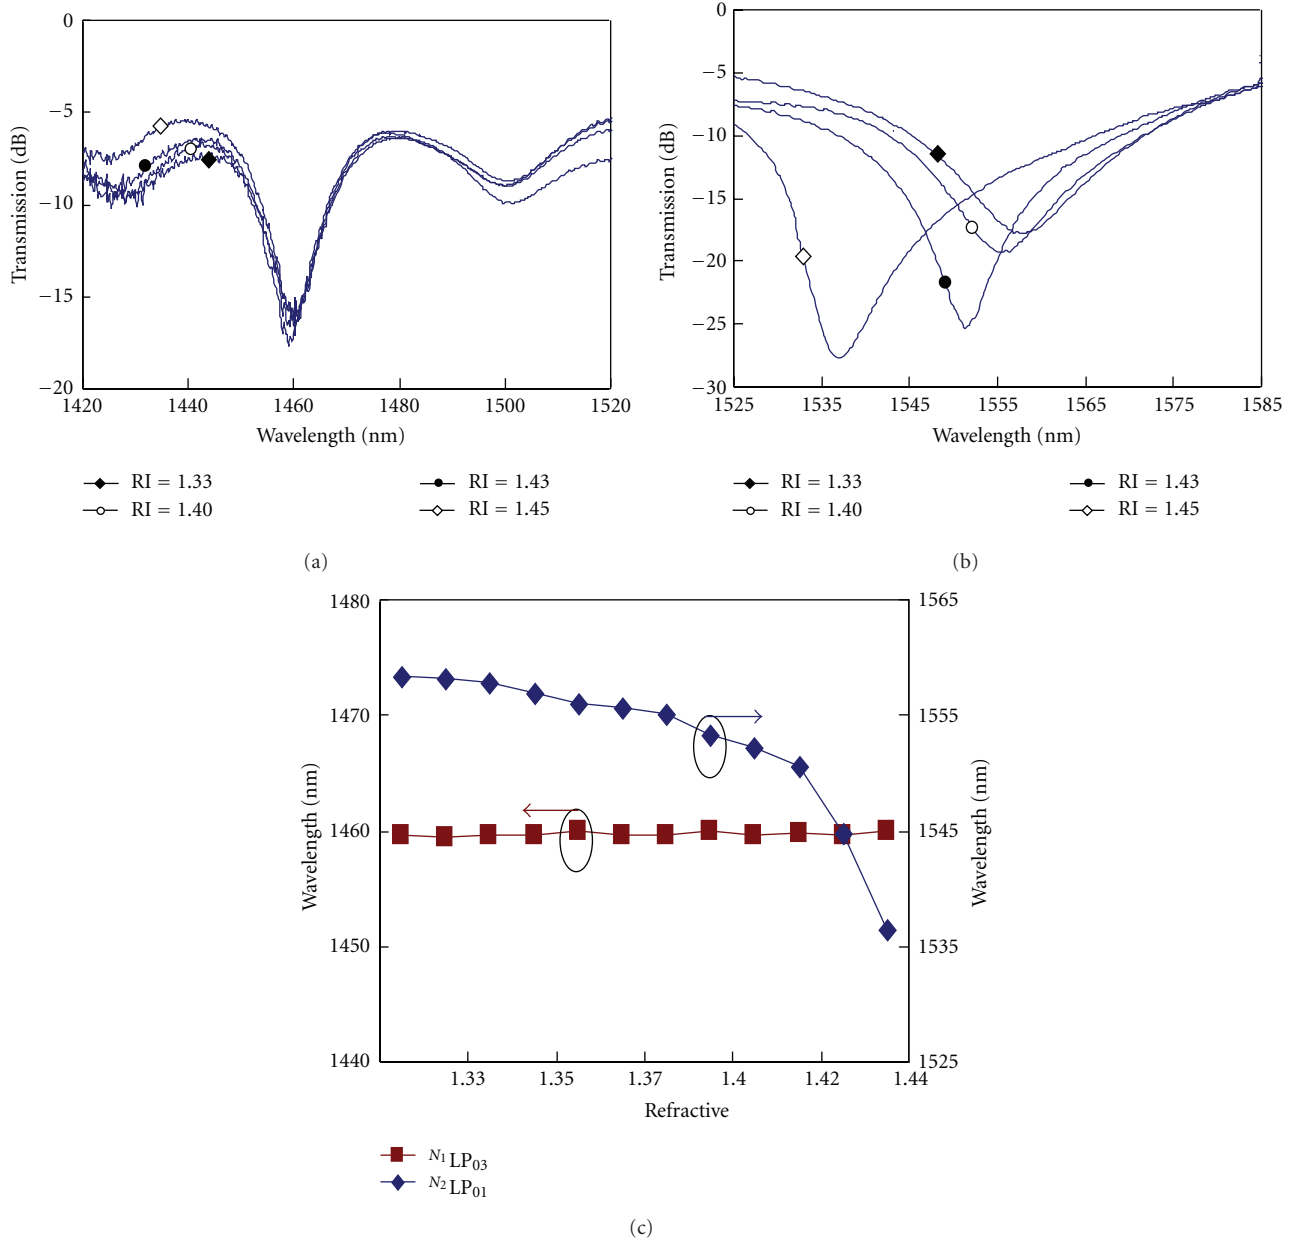 0
−5
−10
−15
−20
Transmission (dB)
1420 1440 1460 1480 1500 1520
Wavelength (nm)
RI = 1.33
RI = 1.43
RI = 1.40
RI = 1.45
(a)
0
−5
−10
−15
−20
−25
−30
Transmission (dB)
1525 1535 1545 1555 1565 1575 1585
Wavelength (nm)
RI = 1.33
RI = 1.43
RI = 1.40
RI = 1.45
(b)
1480
1470
1460
1450
1440
Wavelength (nm)
1565
1555
1545
1535
1525
Wavelength (nm)
1.33 1.35 1.37 1.4 1.42 1.44
Refractive
N1 LP03
N2 LP01
(c)